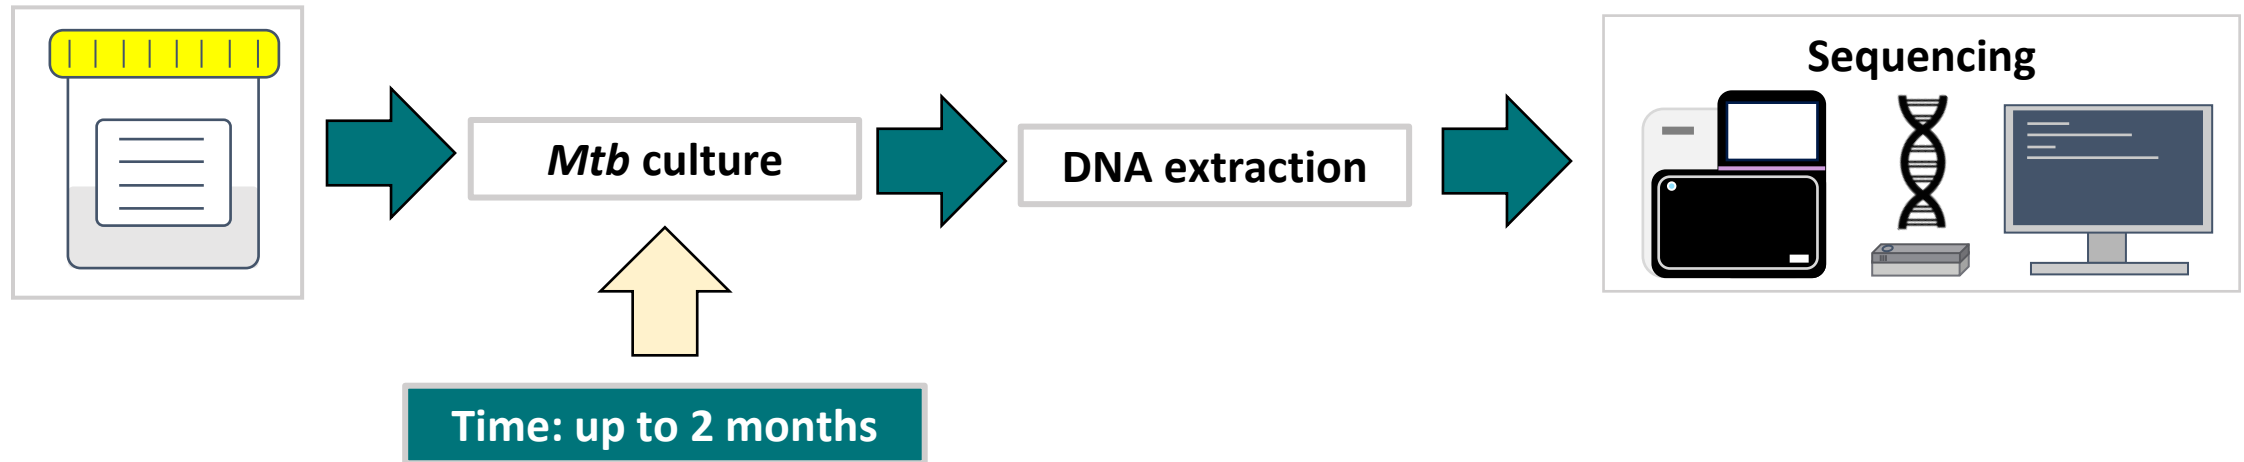 Sequencing
Mtb culture
DNA extraction
Time: up to 2 months